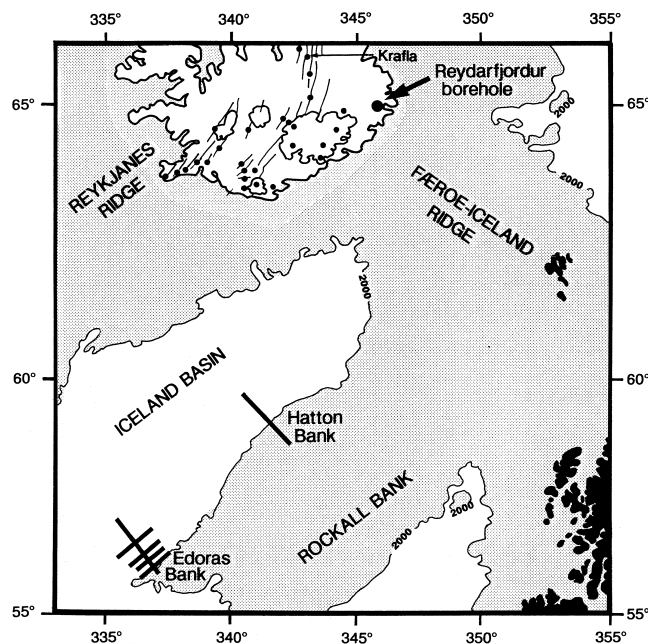 335° 340° 345° 350° 355°
Krafla
Reydarfjordur
borehole
65° 65°
2000
REYKJANES
RIDGE
2000
FÆROE-ICELAND
RIDGE
2000
60° 60°
ICELAND BASIN
Hatton
Bank
ROCKALL BANK
2000
2000
Edoras
Bank
55° 55°
335° 340° 345° 350° 355°